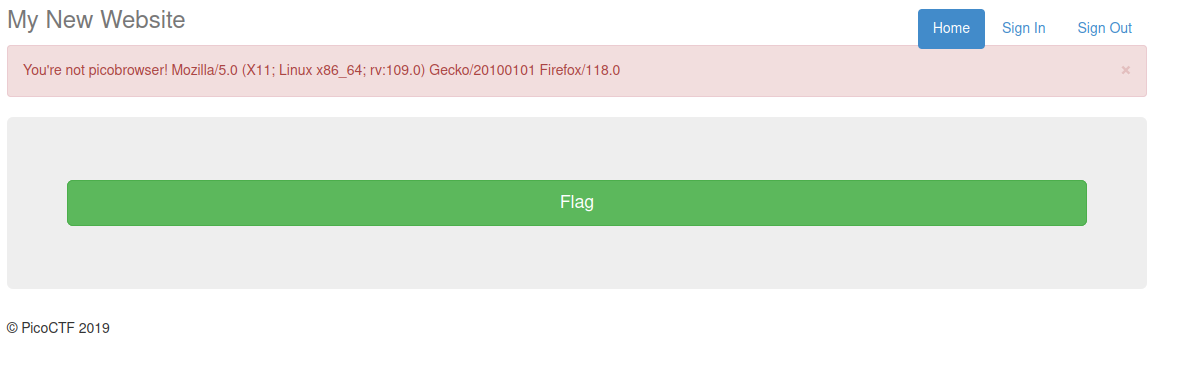 My New Website
Home Sign In Sign Out
You're not picobrowser! Mozilla/5.0 (X11; Linux x86_64; rv:109.0) Gecko/20100101 Firefox/118.0 ×
Flag
© PicoCTF 2019